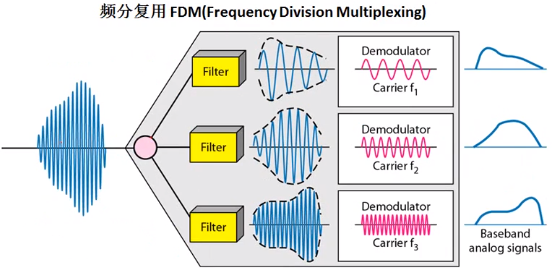 频分复用 FDM(Frequency Division Multiplexing)
Filter
Demodulator
Carrier f1
Filter
Demodulator
Carrier f2
Filter
Demodulator
Carrier f3
Baseband
analog signals